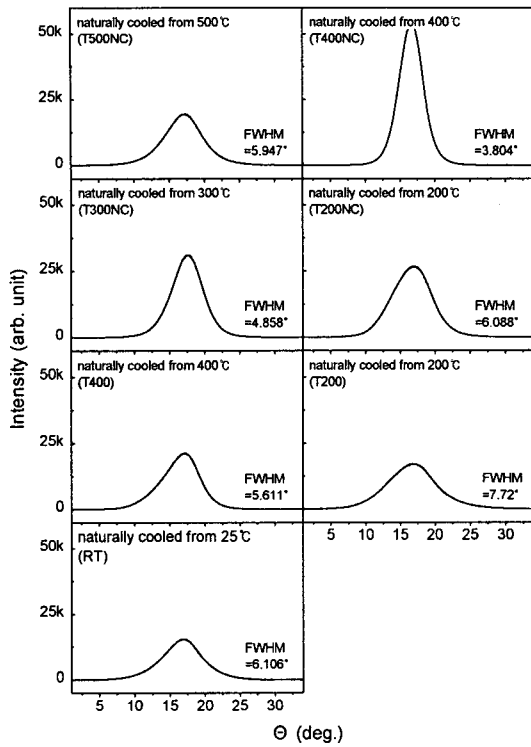 naturally cooled from 500℃
(T500NC)
50k
25k
0
FWHM
=5.947°
naturally cooled from 400℃
(T400NC)
FWHM
=3.804°
naturally cooled from 300℃
(T300NC)
50k
25k
0
FWHM
=4.858°
naturally cooled from 200℃
(T200NC)
FWHM
=6.088°
naturally cooled from 400℃
(T400)
50k
25k
0
FWHM
=5.611°
naturally cooled from 200℃
(T200)
FWHM
=7.72°
5 10 15 20 25 30
naturally cooled from 25℃
(RT)
50k
25k
0
FWHM
=6.106°
5 10 15 20 25 30
Intensity (arb. unit)
Θ (deg.)